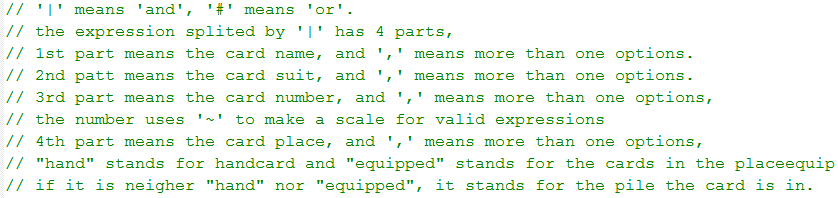 // '|' means 'and', '#' means 'or'.
// the expression splited by '|' has 4 parts,
// 1st part means the card name, and ',' means more than one options.
// 2nd patt means the card suit, and ',' means more than one options.
// 3rd part means the card number, and ',' means more than one options,
// the number uses '~' to make a scale for valid expressions
// 4th part means the card place, and ',' means more than one options,
// "hand" stands for handcard and "equipped" stands for the cards in the placeequip
// if it is neigher "hand" nor "equipped", it stands for the pile the card is in.